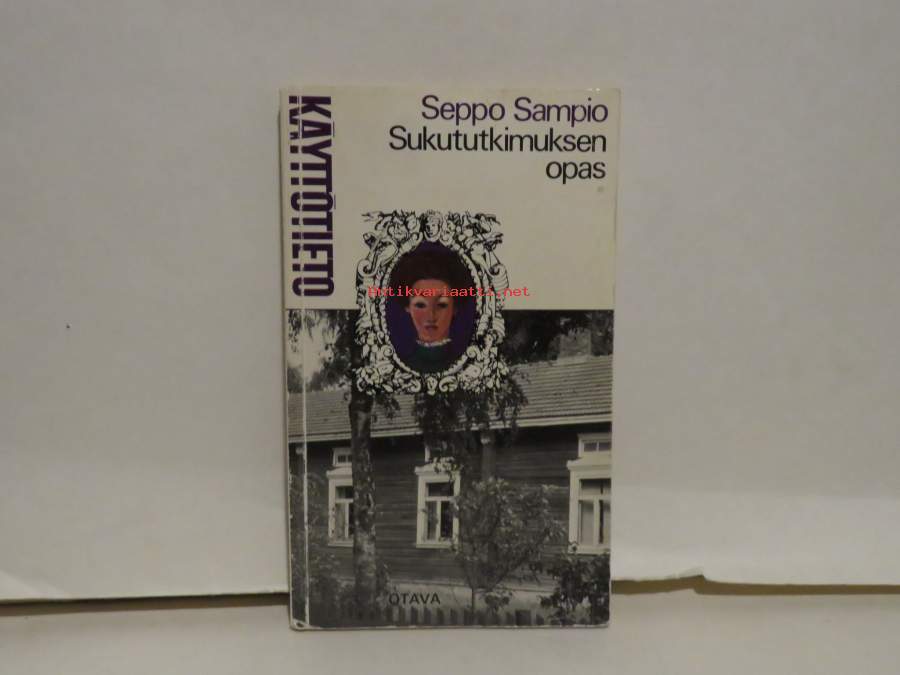 KÄYTTÖTIETO
Seppo Sampio
Sukututkimuksen
opas
Antikvariaatti.net
OTAVA